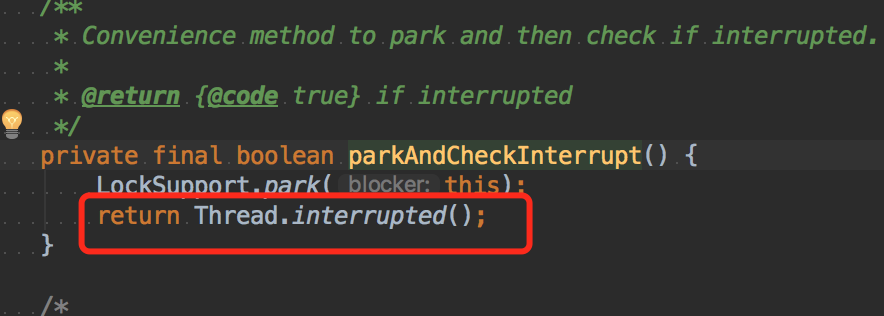 /**
* Convenience method to park and then check if interrupted.
*
* @return {@code true} if interrupted
*/
private final boolean parkAndCheckInterrupt() {
LockSupport.park( blocker: this);
return Thread.interrupted();
}
/*